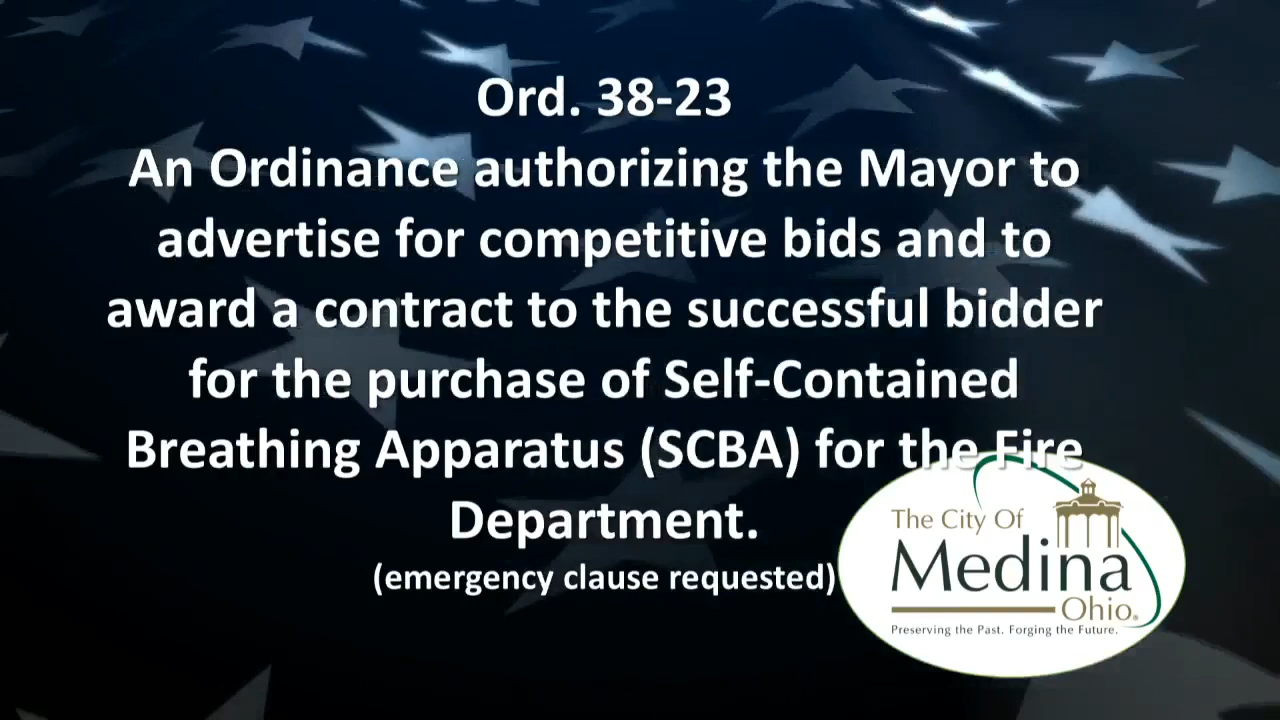 Ord. 38-23
An Ordinance authorizing the Mayor to
advertise for competitive bids and to
award a contract to the successful bidder
for the purchase of Self-Contained
Breathing Apparatus (SCBA) for the Fire
Department.
(emergency clause requested)
The City Of
Medina
Ohio®
Preserving the Past. Forging the Future.